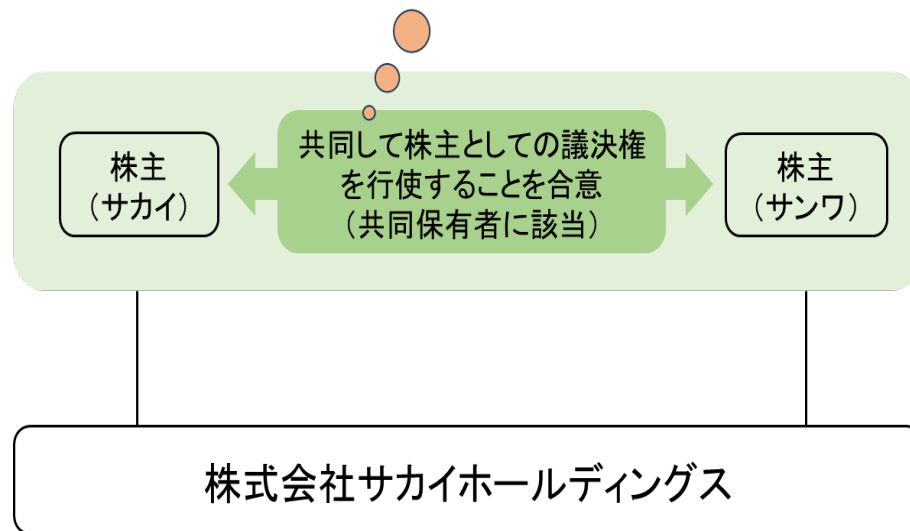 共同して株主としての議決権
を行使することを合意
（共同保有者に該当）
株主
（サカイ）
株主
（サンワ）
株式会社サカイホールディングス